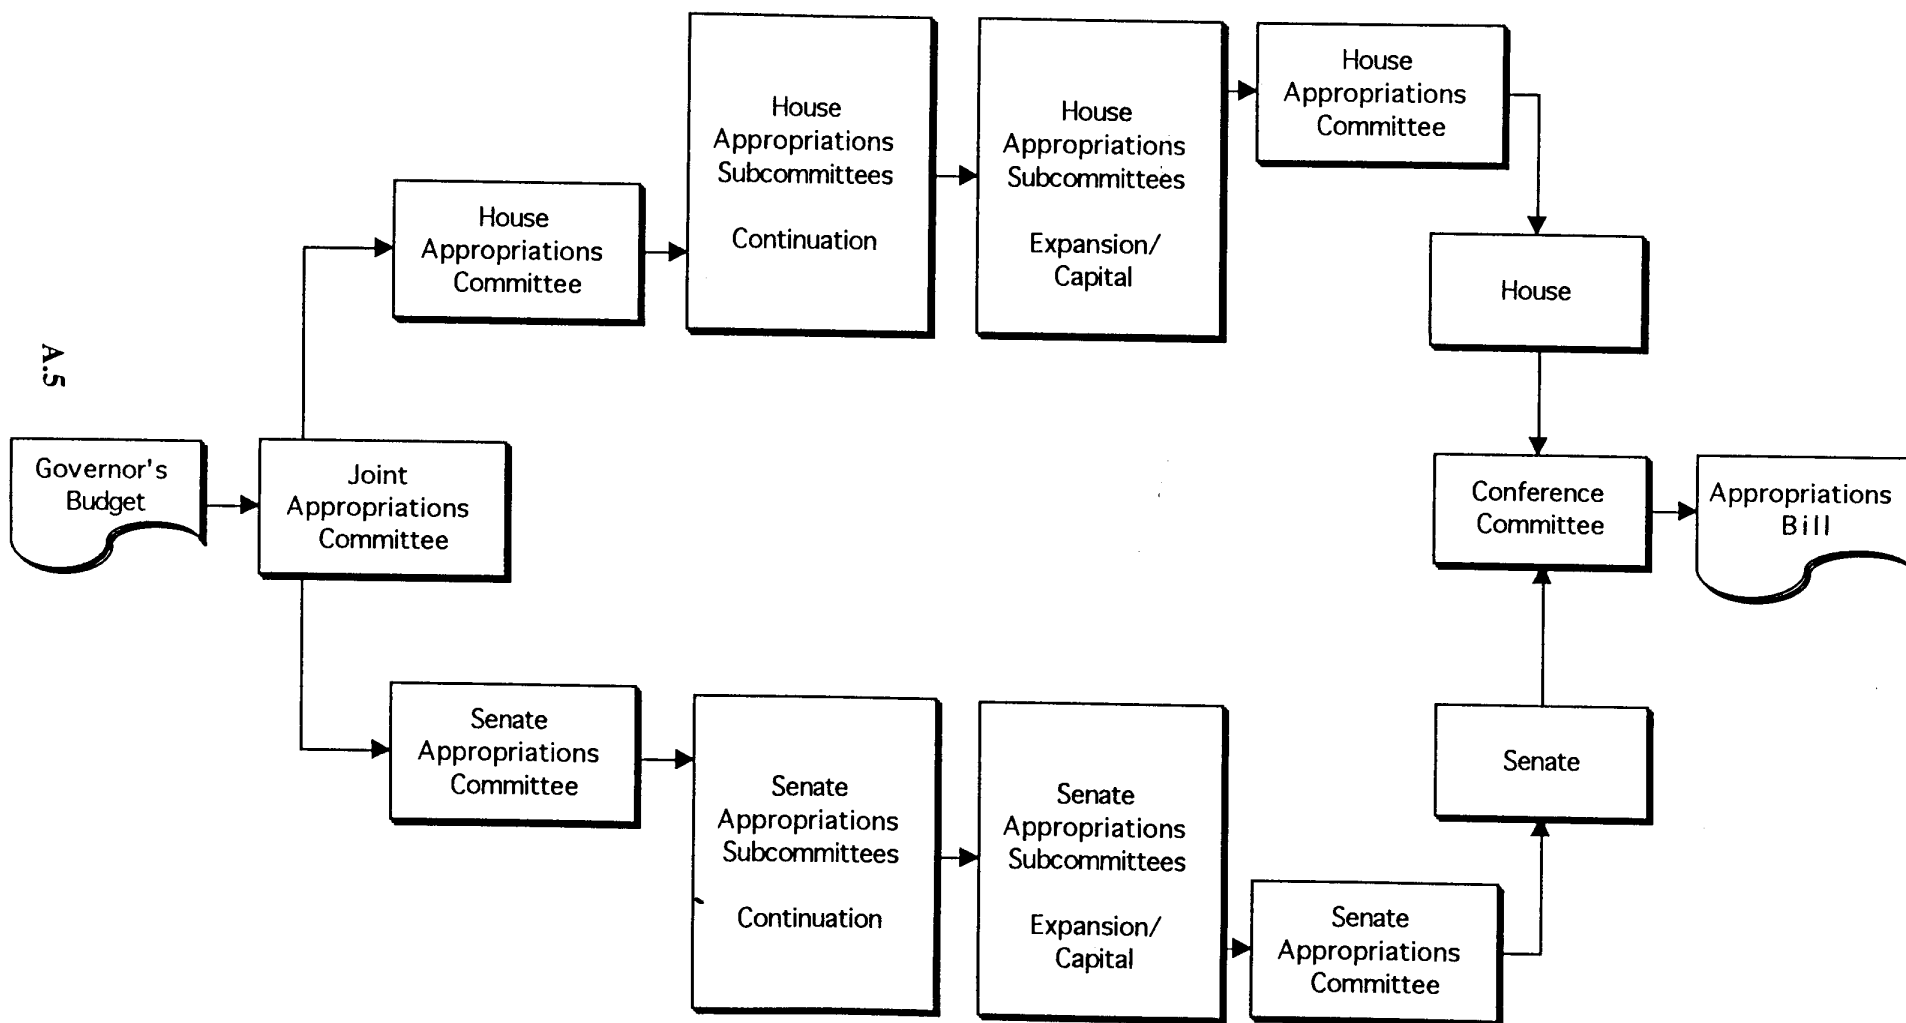 House
Appropriations
Subcommittees
Continuation
House
Appropriations
Subcommittees
Expansion/
Capital
House
Appropriations
Committee
House
Appropriations
Committee
House
A.5
Governor's
Budget
Joint
Appropriations
Committee
Conference
Committee
Appropriations
Bill
Senate
Appropriations
Committee
Senate
Appropriations
Subcommittees
Continuation
Senate
Appropriations
Subcommittees
Expansion/
Capital
Senate
Appropriations
Committee
Senate